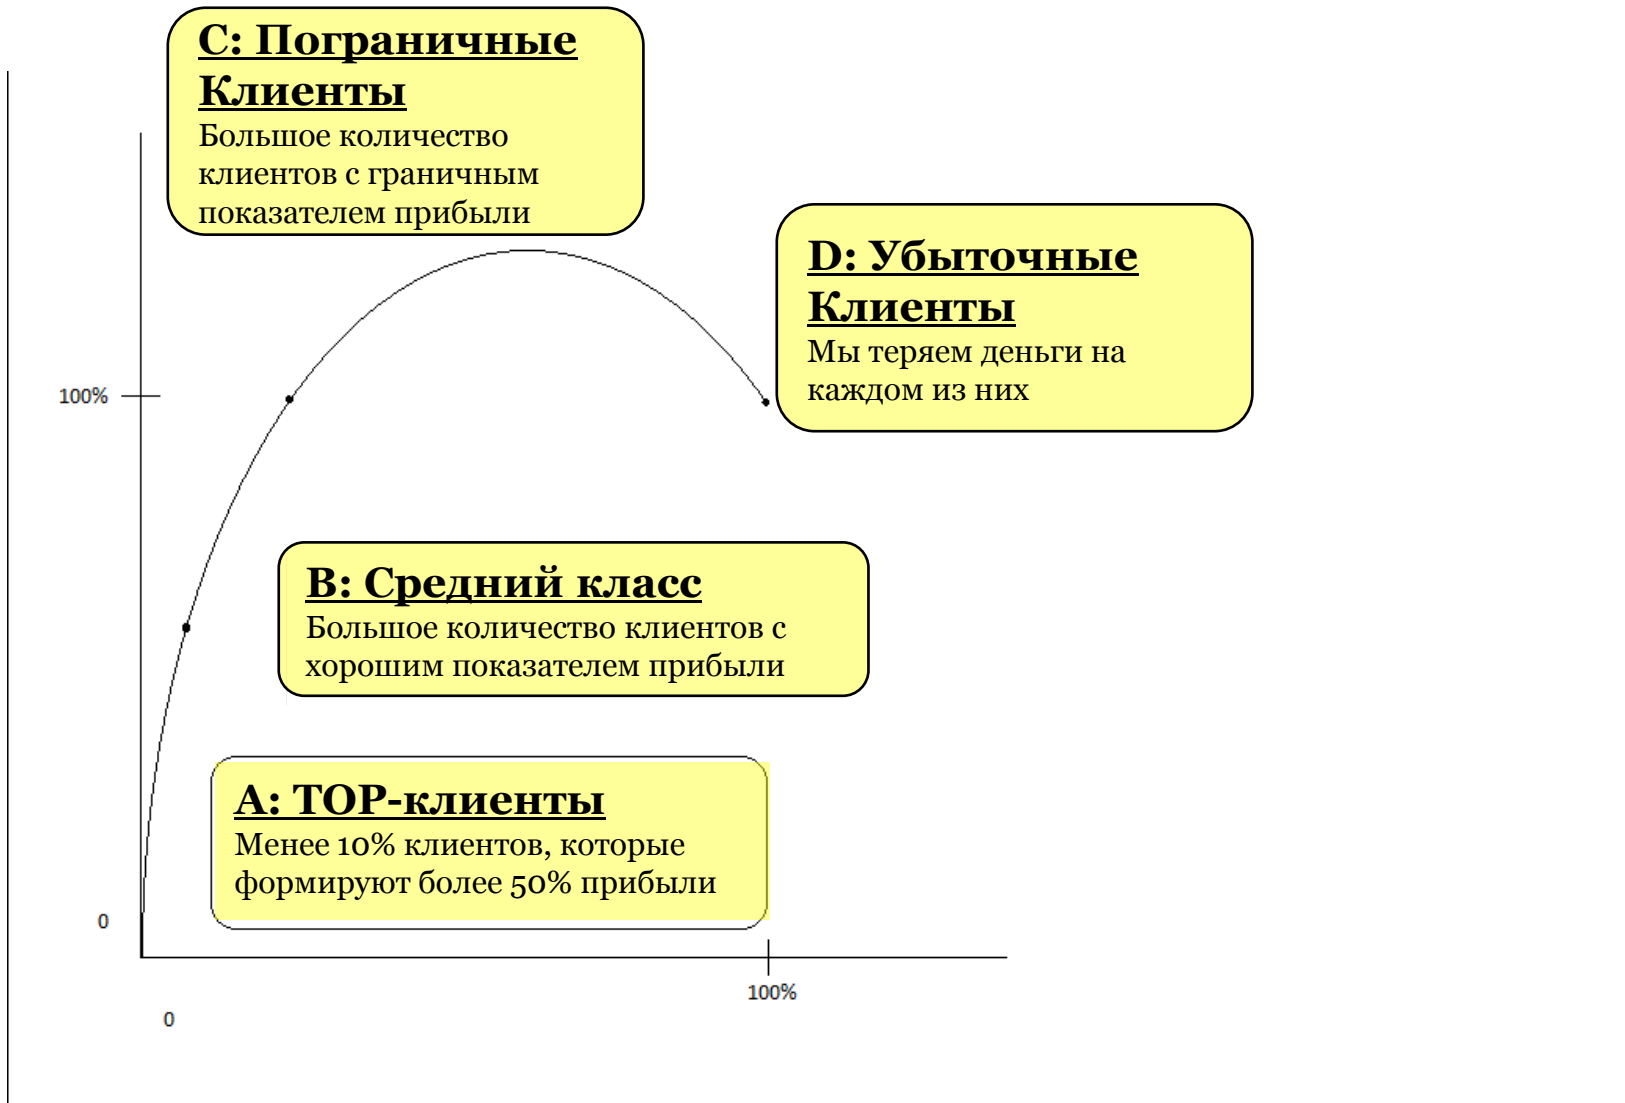 C: Пограничные
Клиенты
Большое количество
клиентов с граничным
показателем прибыли
D: Убыточные
Клиенты
Мы теряем деньги на
каждом из них
100%
B: Средний класс
Большое количество клиентов с
хорошим показателем прибыли
A: TOP-клиенты
Менее 10% клиентов, которые
формируют более 50% прибыли
0
100%
0